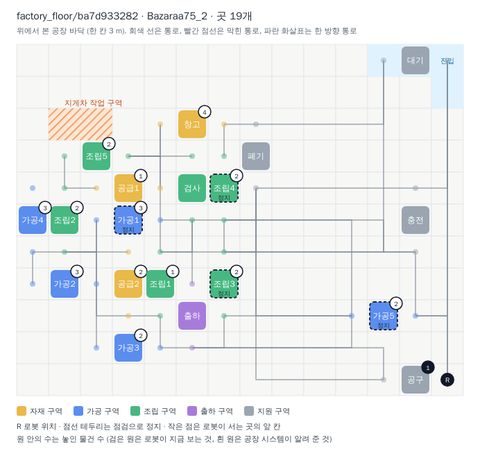 factory_floor/ba7d933282 · Bazaraa75_2 · 곳 19개
위에서 본 공장 바닥 (한 칸 3 m). 회색 선은 통로, 빨간 점선은 막힌 통로, 파란 화살표는 한 방향 통로
대기
진입
지게차 작업 구역
창고 4
조립5 2
폐기
공급1 1
검사
조립4 2
정지
가공4 3
조립2 2
가공1 3
정지
충전
가공2 3
공급2 2
조립1 1
조립3 2
정지
출하
가공5 2
정지
가공3 2
공구 1
R
자재 구역
가공 구역
조립 구역
출하 구역
지원 구역
R 로봇 위치 · 점선 테두리는 점검으로 정지 · 작은 점은 로봇이 서는 곳의 앞 칸
원 안의 수는 놓인 물건 수 (검은 원은 로봇이 지금 보는 것, 흰 원은 공장 시스템이 알려 준 것)